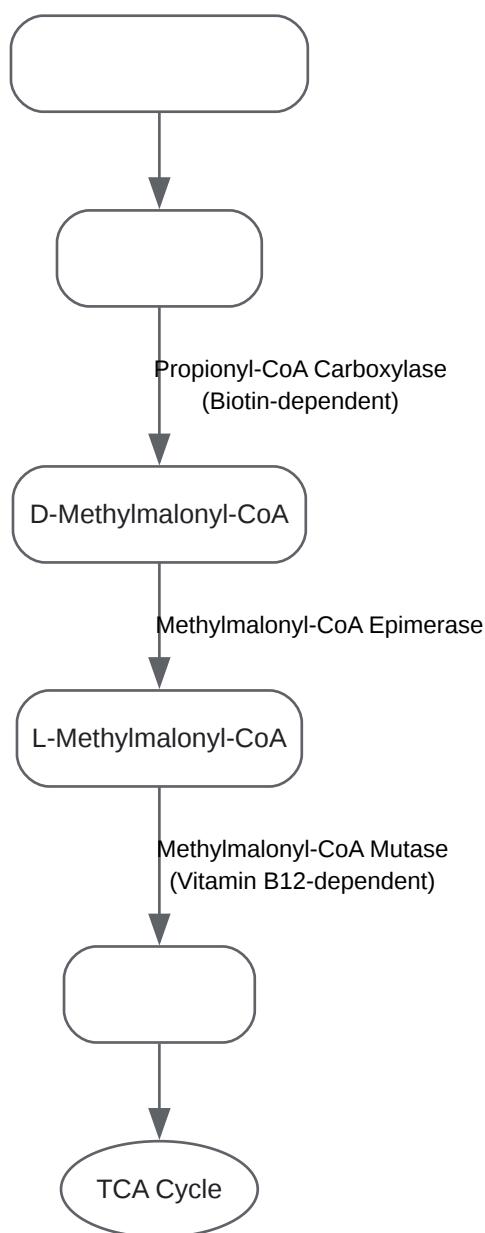 Propionyl-CoA Carboxylase
(Biotin-dependent)
D-Methylmalonyl-CoA
Methylmalonyl-CoA Epimerase
L-Methylmalonyl-CoA
Methylmalonyl-CoA Mutase
(Vitamin B12-dependent)
TCA Cycle